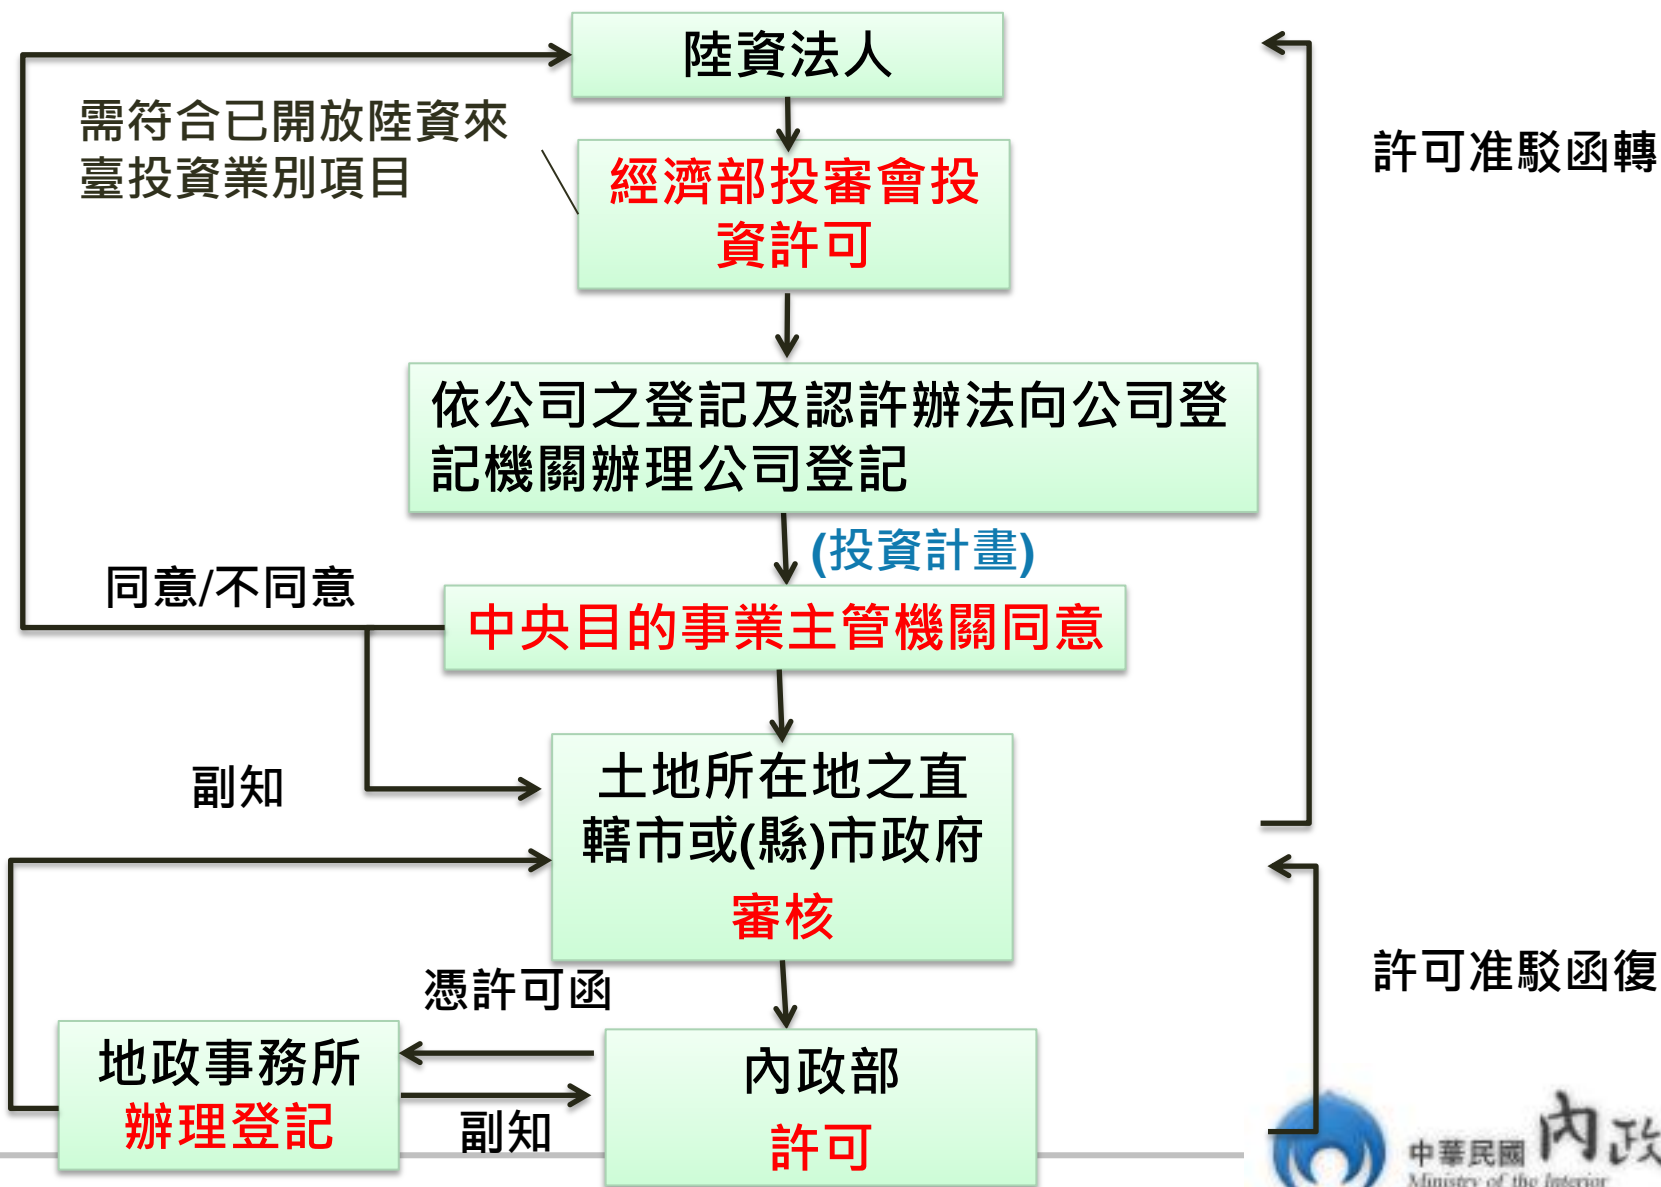 陸資法人
需符合已開放陸資來
臺投資業別項目
許可准駁函轉
經濟部投審會投
資許可
依公司之登記及認許辦法向公司登
記機關辦理公司登記
(投資計畫)
同意/不同意
中央目的事業主管機關同意
副知
土地所在地之直
轄市或(縣)市政府
審核
許可准駁函復
憑許可函
地政事務所
辦理登記
副知
內政部
許可
中華民國 內政
Ministry of the Interior